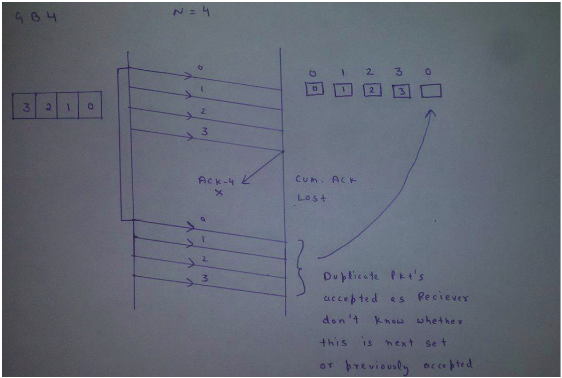 GB4
N = 4
0 1 2 3 0
0 1 2 3
3 2 1 0
0
1
2
3
Ack-4
X
Cum. Ack
Lost
0
1
2
3
Duplicate Pkt's
accepted as Reciever
don't know whether
this is next set
or previously accepted